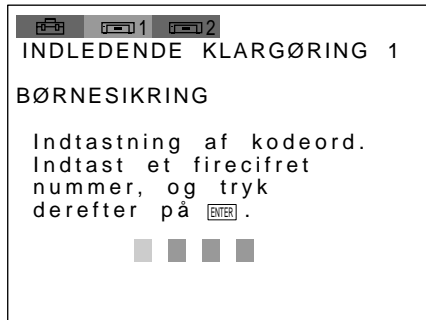 1 2
INDLEDENDE KLARGØRING 1
BØRNESIKRING
Indtastning af kodeord.
Indtast et firecifret
nummer, og tryk
derefter på ENTER.